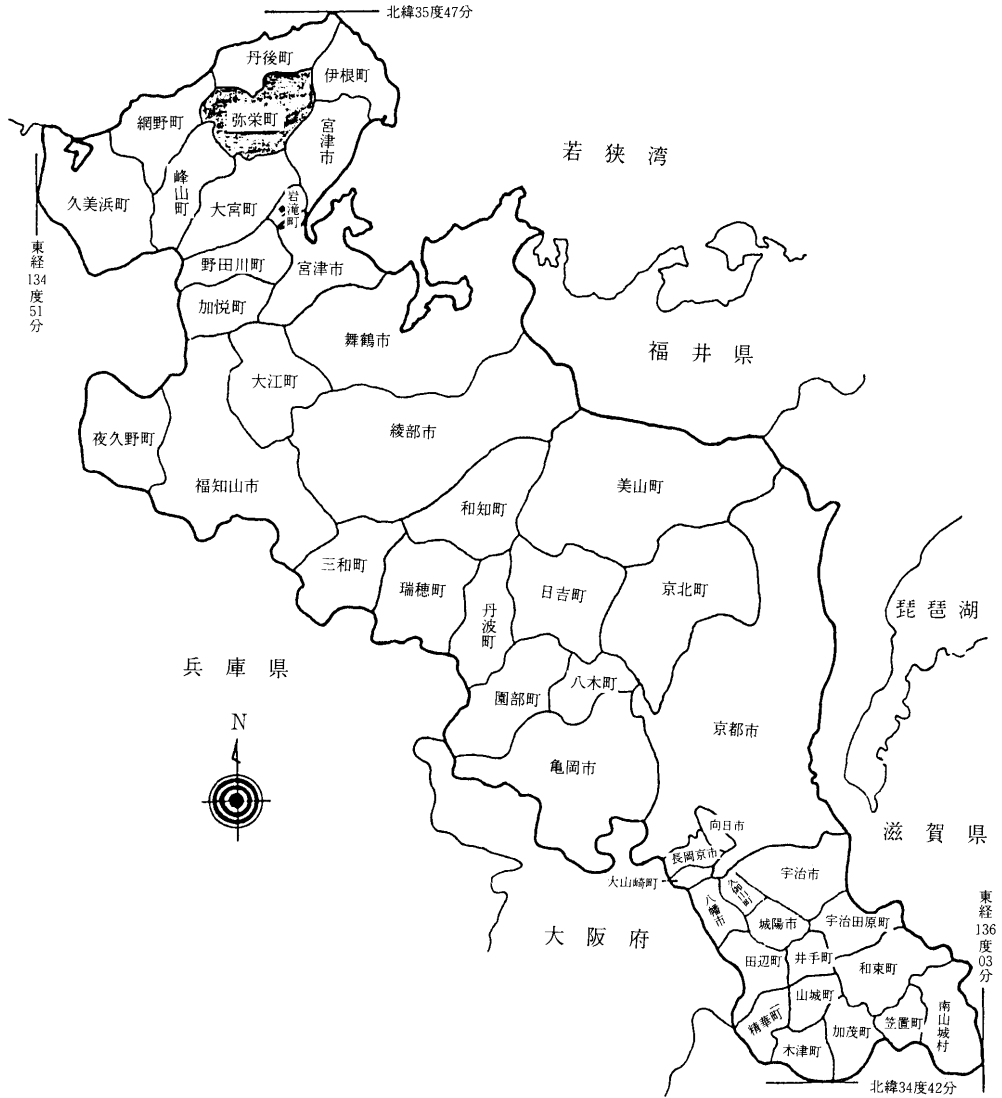 北緯35度47分
丹後町
伊根町
網野町
弥栄町
宮津市
若狭湾
久美浜町
峰山町
大宮町
岩滝町
東経134度51分
野田川町
宮津市
加悦町
舞鶴市
福井県
大江町
夜久野町
綾部市
福知山市
美山町
和知町
三和町
瑞穂町
丹波町
日吉町
京北町
琵琶湖
兵庫県
園部町
八木町
N
京都市
亀岡市
向日市
滋賀県
長岡京市
大山崎町
宇治市
久御山町
八幡市
城陽市
宇治田原町
東経136度03分
大阪府
田辺町
井手町
和束町
山城町
精華町
加茂町
笠置町
南山城村
木津町
北緯34度42分